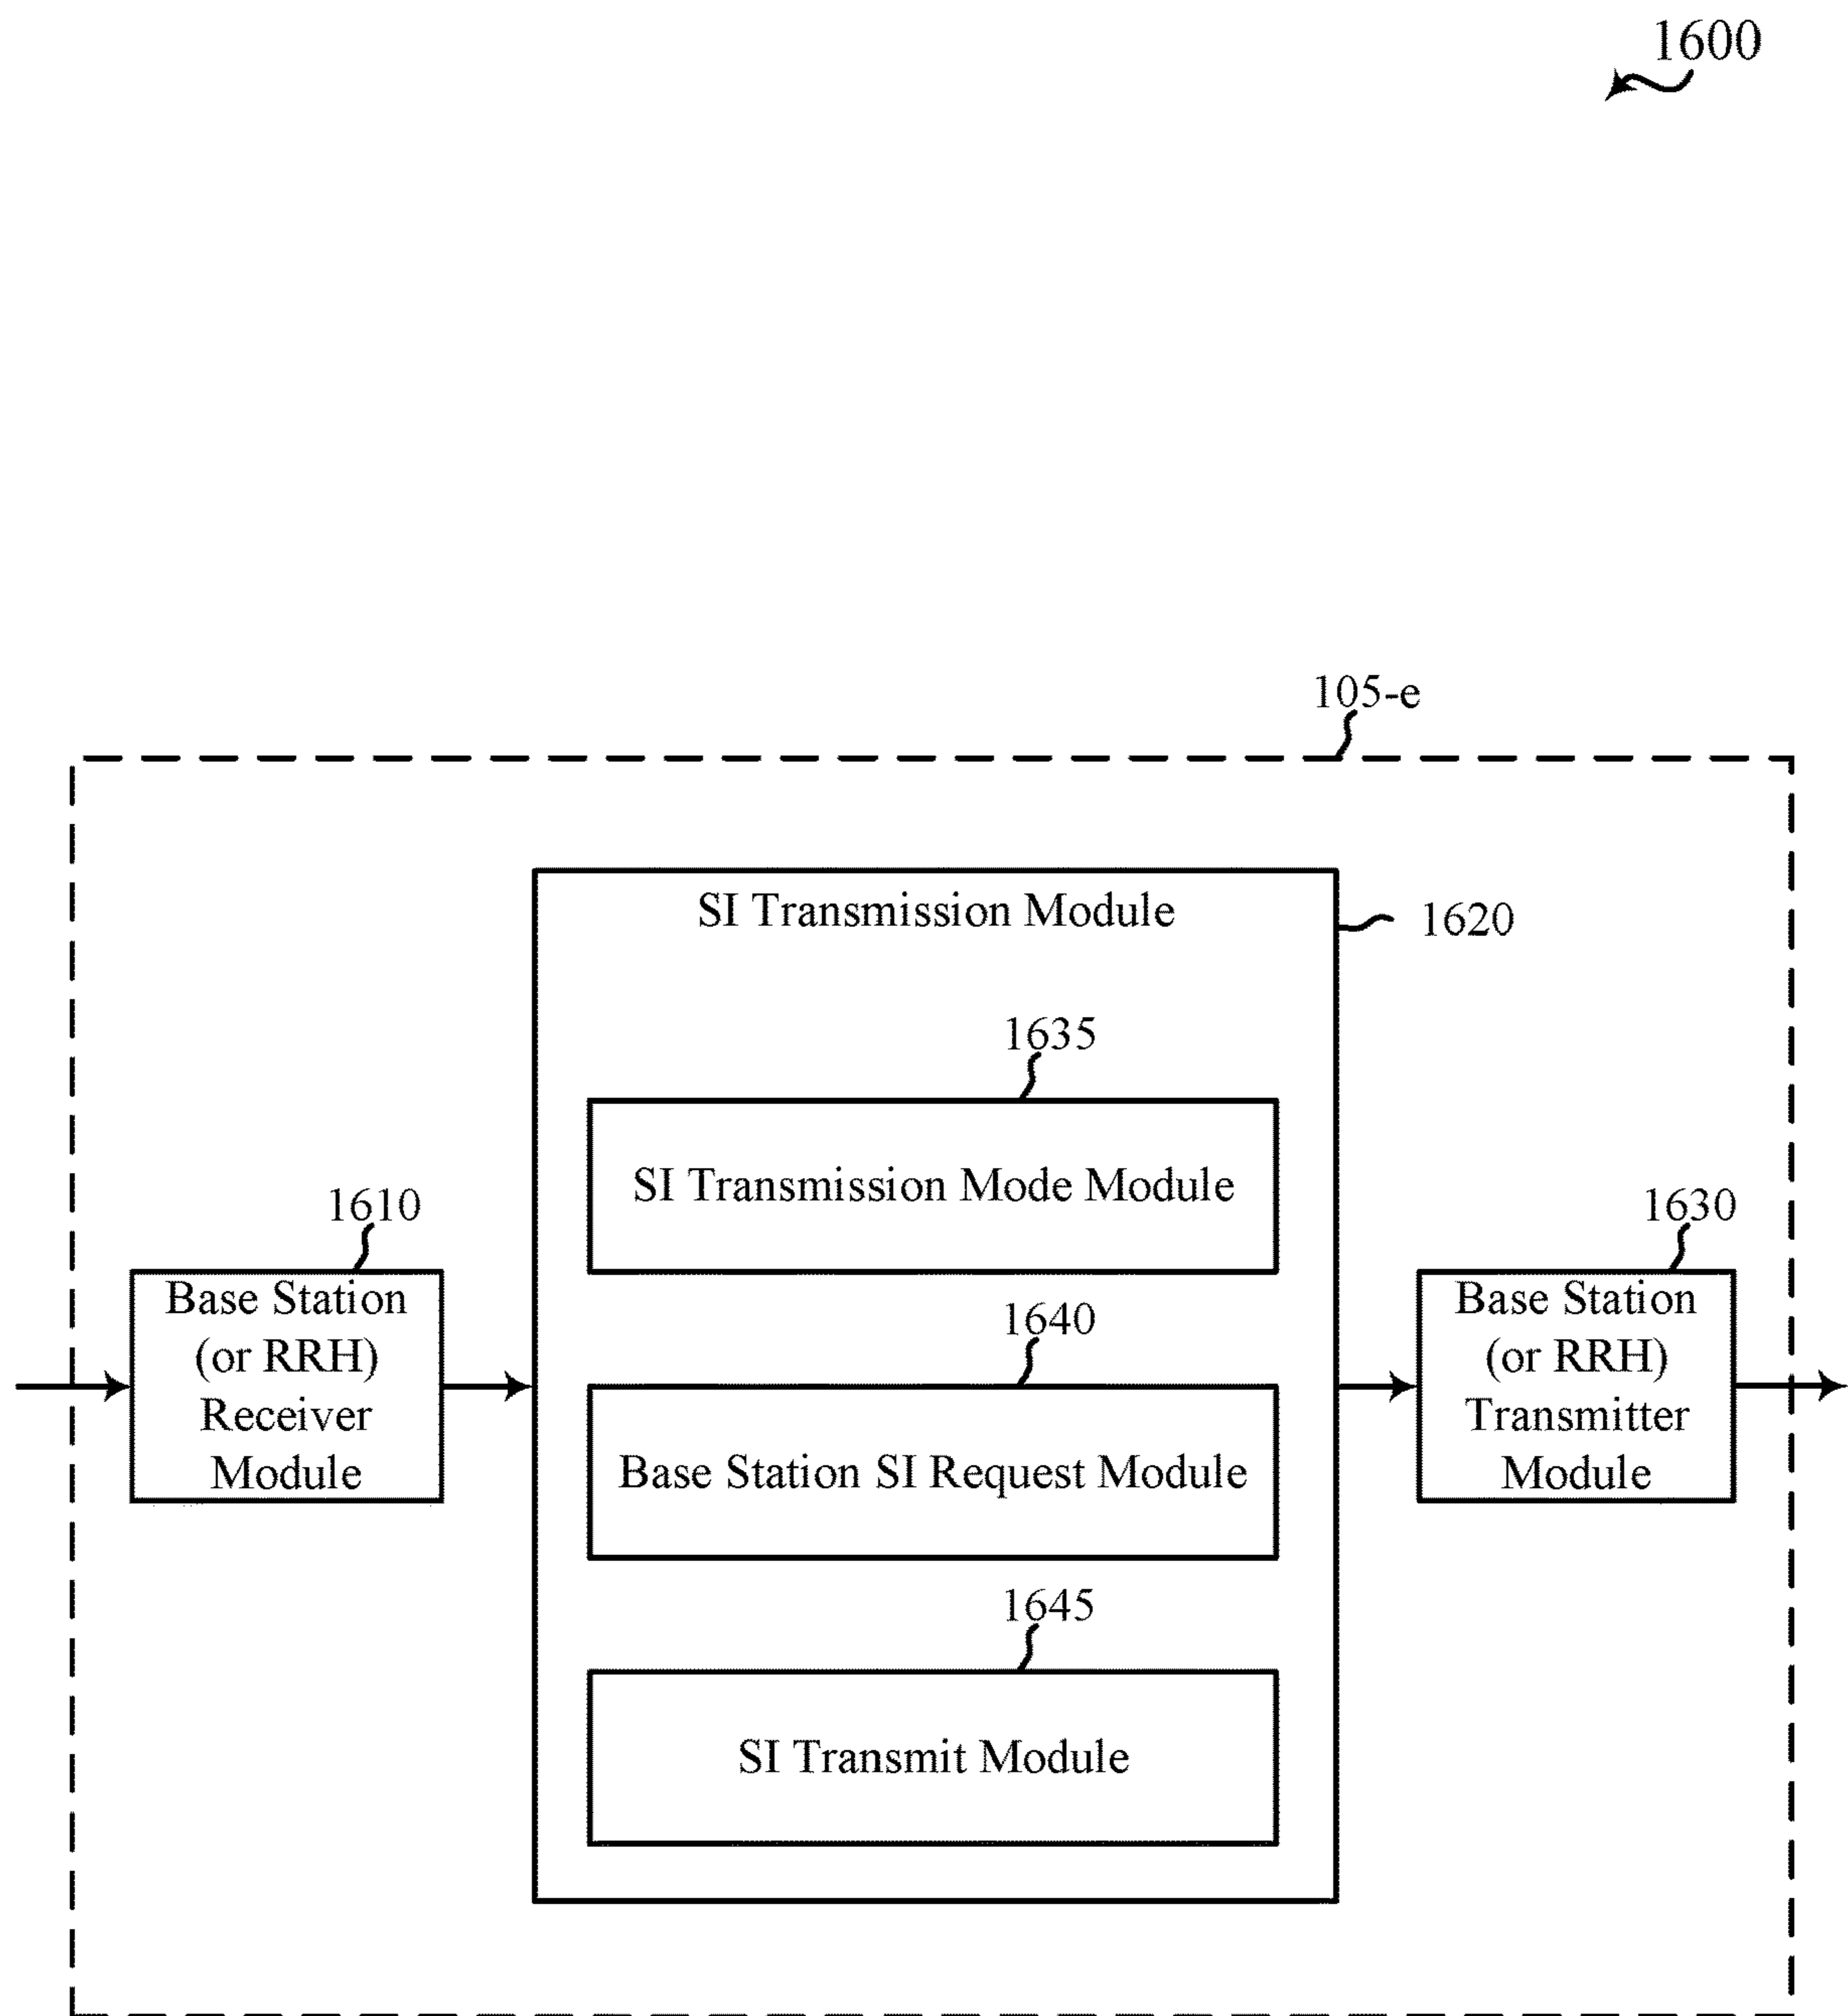 1600
105-e
SI Transmission Module
1620
1635
SI Transmission Mode Module
1610
Base Station
(or RRH)
Receiver
Module
1640
Base Station SI Request Module
1630
Base Station
(or RRH)
Transmitter
Module
1645
SI Transmit Module